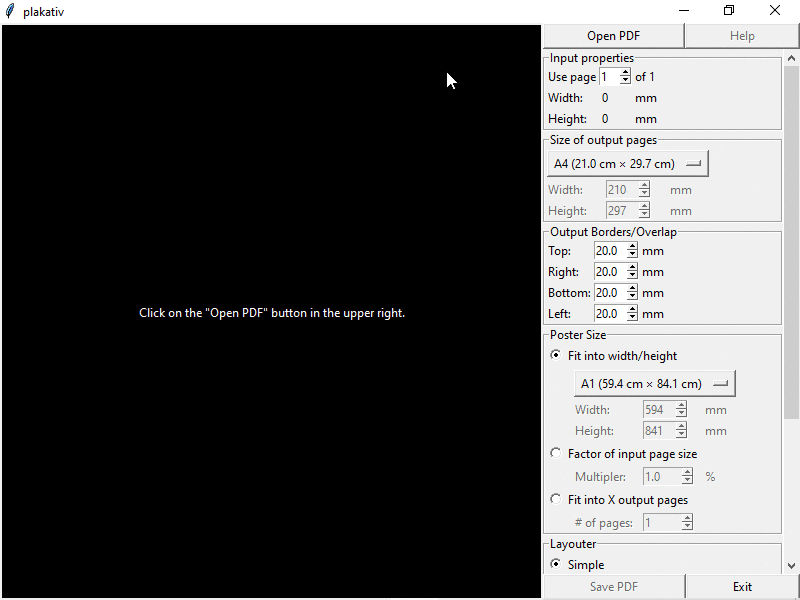 plakativ
Open PDF Help
Input properties
Use page 1 of 1
Width: 0 mm
Height: 0 mm
Size of output pages
A4 (21.0 cm × 29.7 cm)
Width: 210 mm
Height: 297 mm
Output Borders/Overlap
Top: 20.0 mm
Right: 20.0 mm
Bottom: 20.0 mm
Left: 20.0 mm
Click on the "Open PDF" button in the upper right.
Poster Size
Fit into width/height
A1 (59.4 cm × 84.1 cm)
Width: 594 mm
Height: 841 mm
Factor of input page size
Multipler: 1.0 %
Fit into X output pages
# of pages: 1
Layouter
Simple
Save PDF Exit